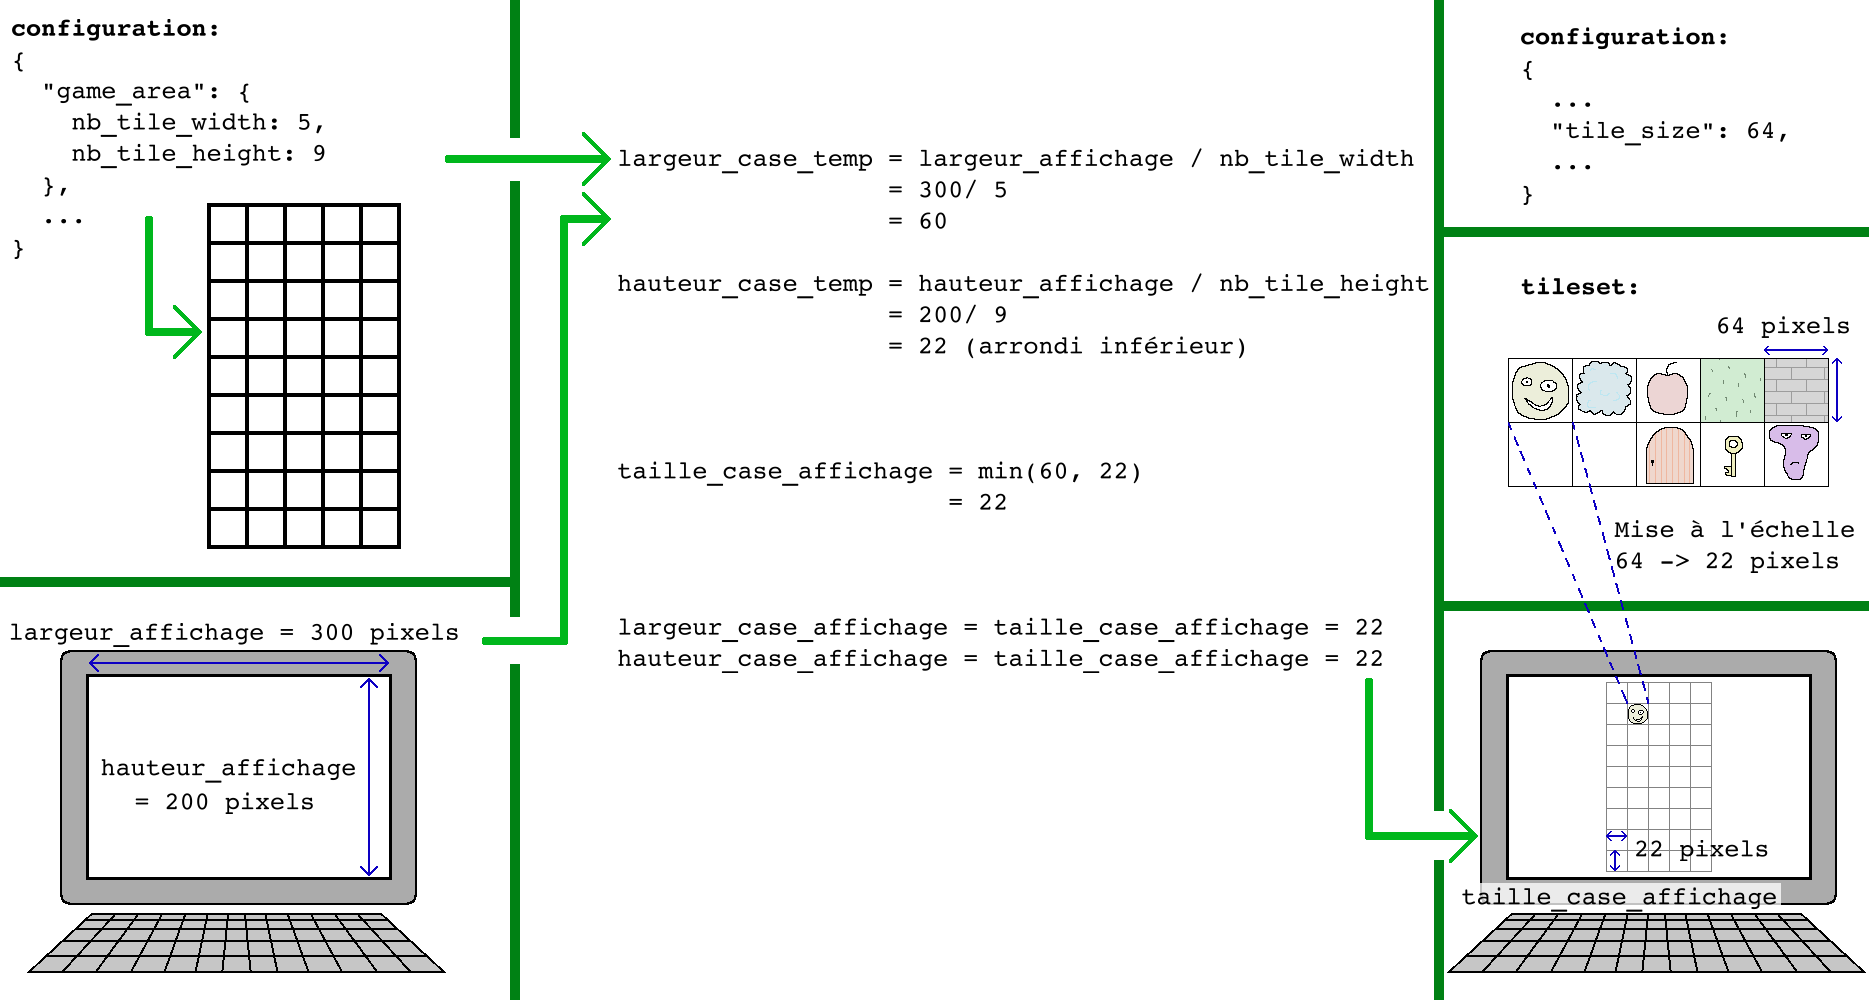 configuration:
{
"game_area": {
nb_tile_width: 5,
nb_tile_height: 9
},
...
}
largeur_affichage = 300 pixels
hauteur_affichage
= 200 pixels
largeur_case_temp = largeur_affichage / nb_tile_width
= 300/ 5
= 60
hauteur_case_temp = hauteur_affichage / nb_tile_height
= 200/ 9
= 22 (arrondi inférieur)
taille_case_affichage = min(60, 22)
= 22
largeur_case_affichage = taille_case_affichage = 22
hauteur_case_affichage = taille_case_affichage = 22
configuration:
{
...
"tile_size": 64,
...
}
tileset:
64 pixels
Mise à l'échelle
64 -> 22 pixels
22 pixels
taille_case_affichage